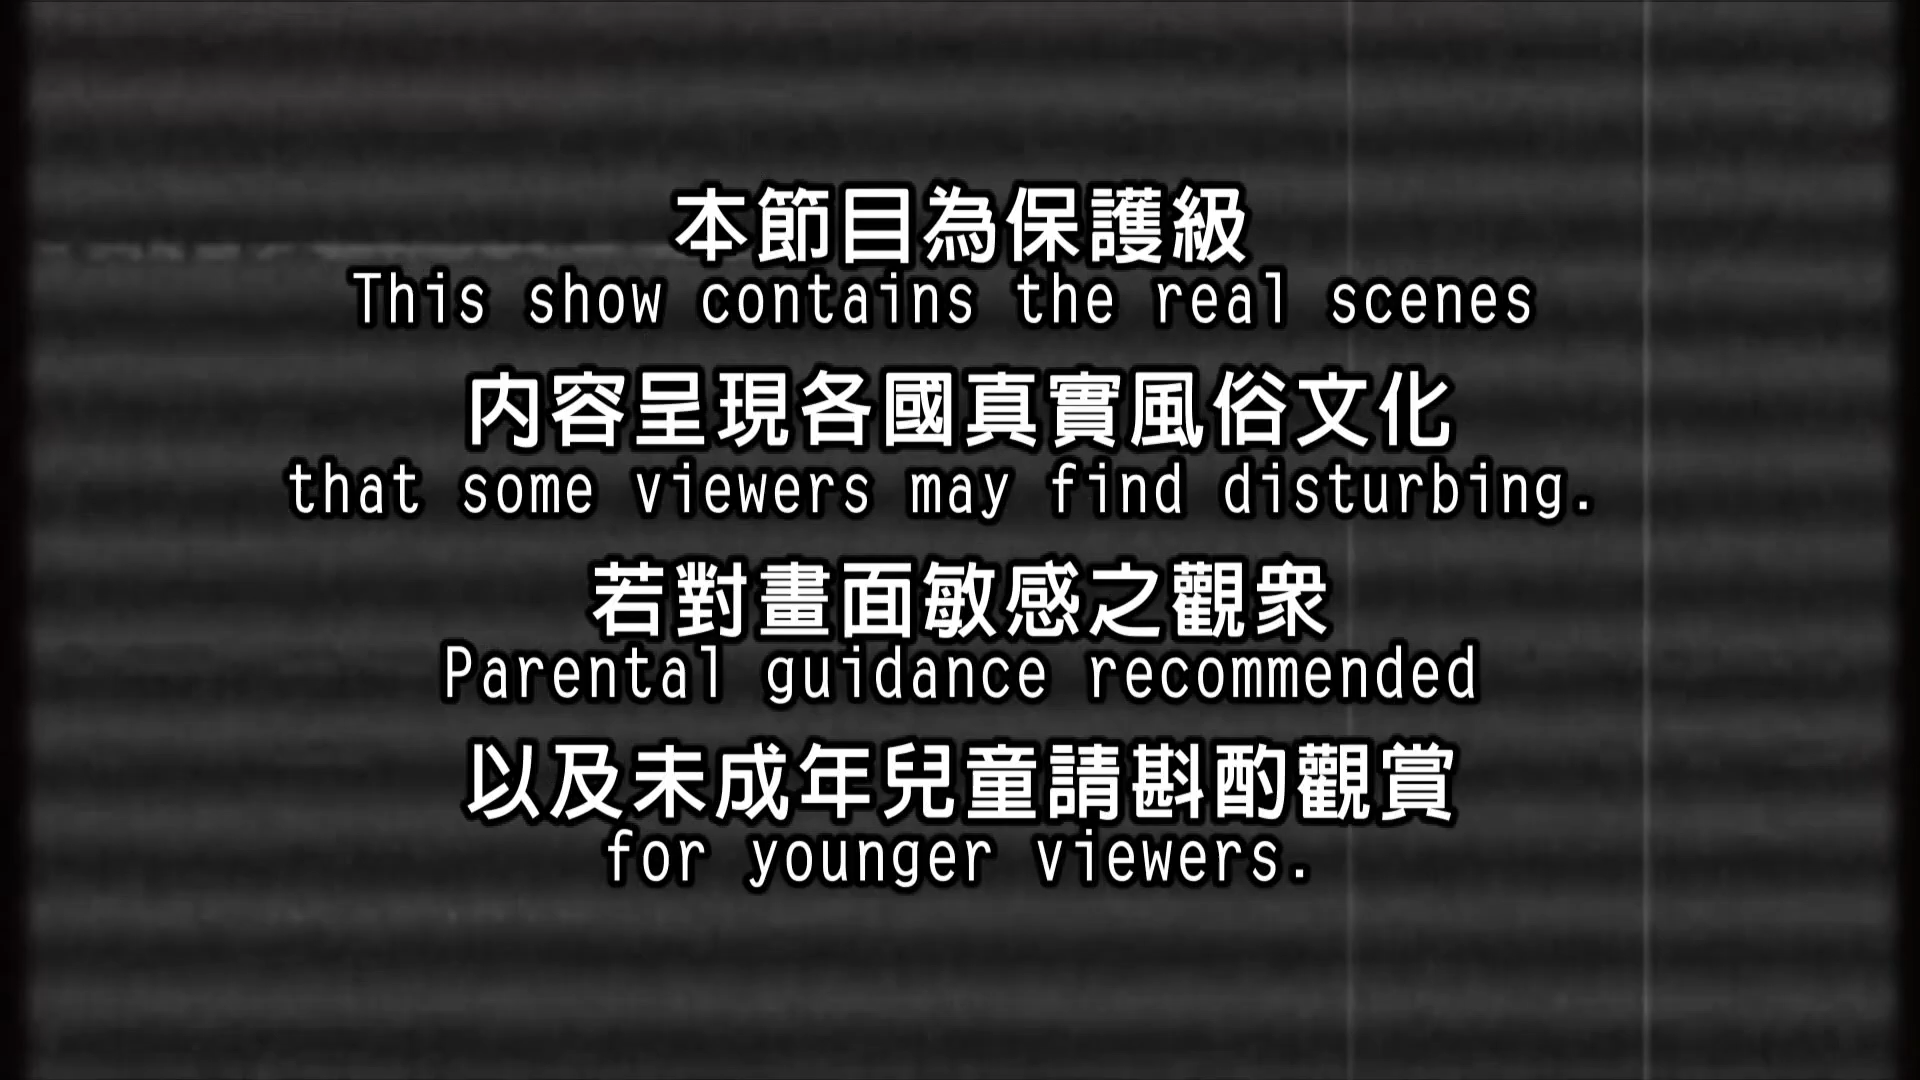 本節目為保護級
This show contains the real scenes
內容呈現各國真實風俗文化
that some viewers may find disturbing.
若對畫面敏感之觀眾
Parental guidance recommended
以及未成年兒童請斟酌觀賞
for younger viewers.